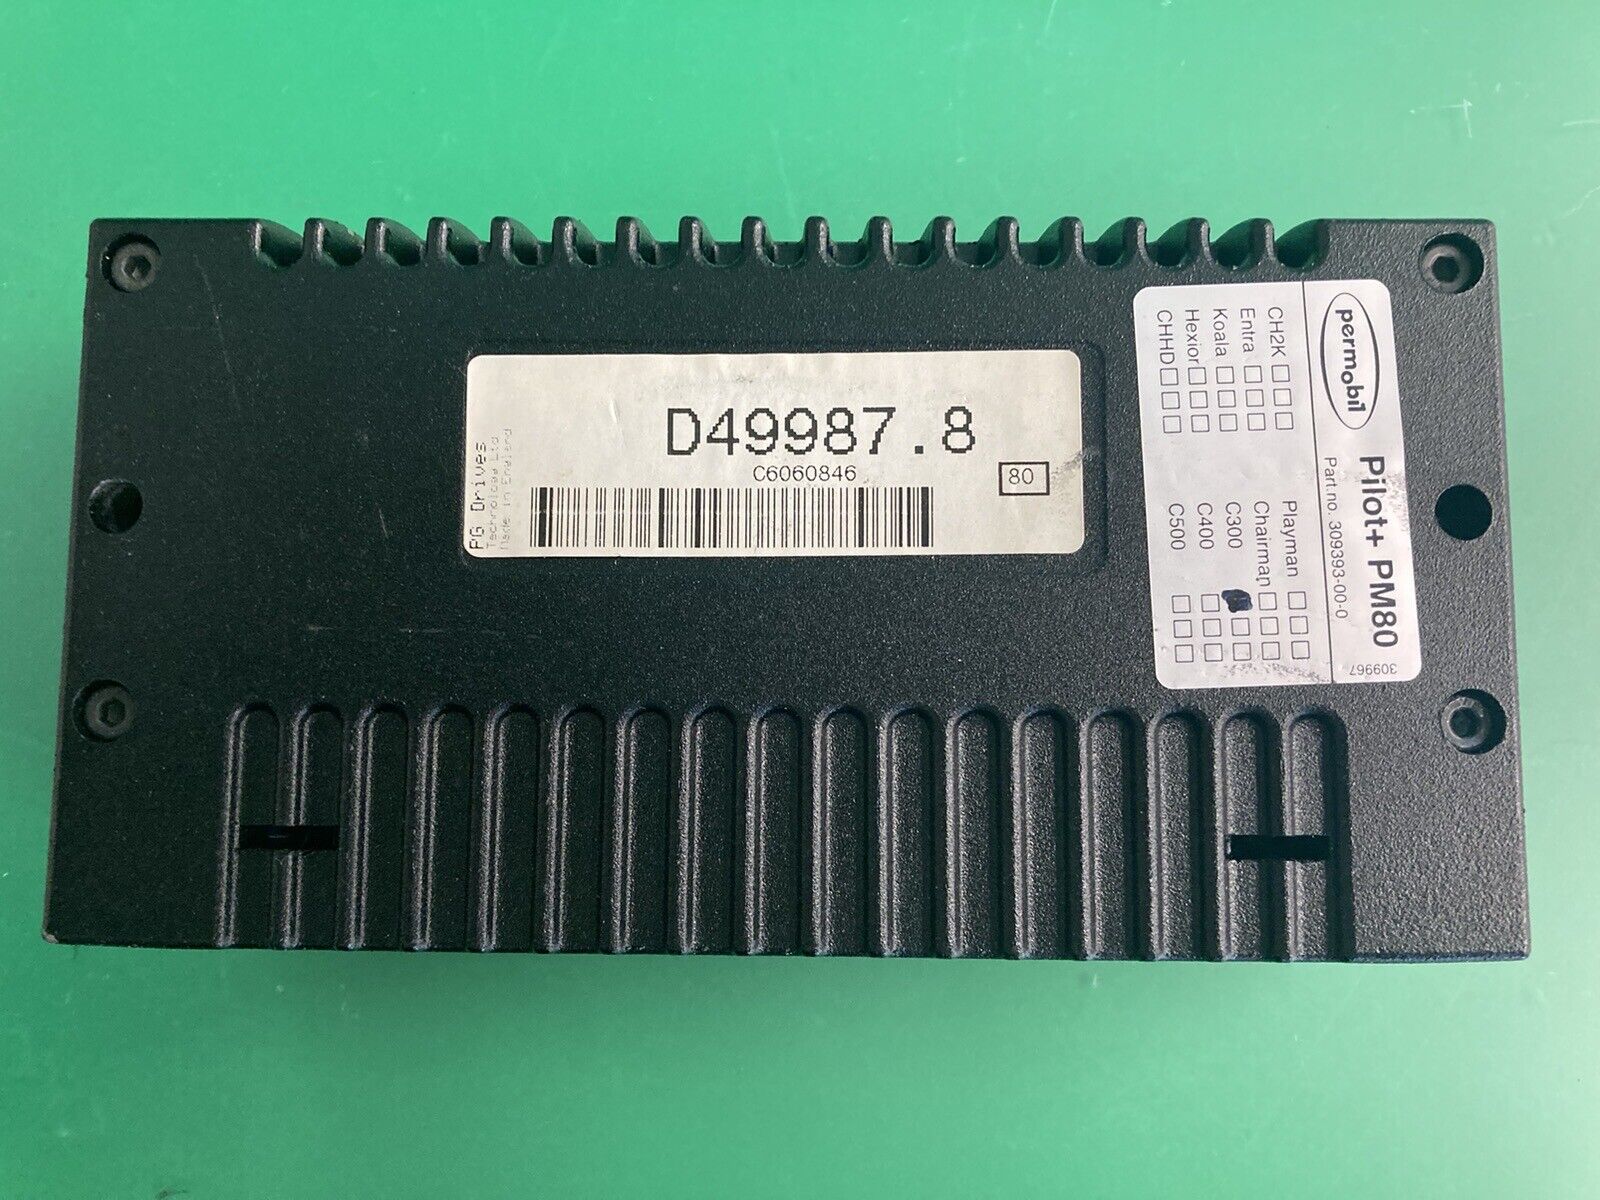 D49987.8
C6060846
80
PG Drives
Technology Ltd
Made in England
permobil
Pilot+ PM80
Part.no. 309393-00-0
309967
CH2K
Entra
Koala
Hexior
CHHD
Playman
Chairman
C300
C400
C500